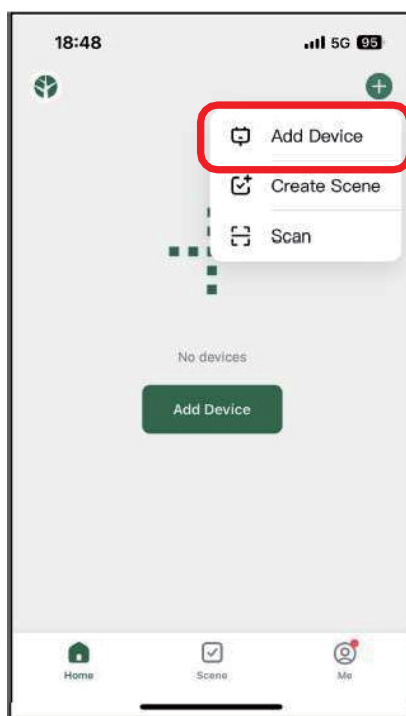 18:48 5G 95
Add Device
Create Scene
Scan
No devices
Add Device
Home Scene Me